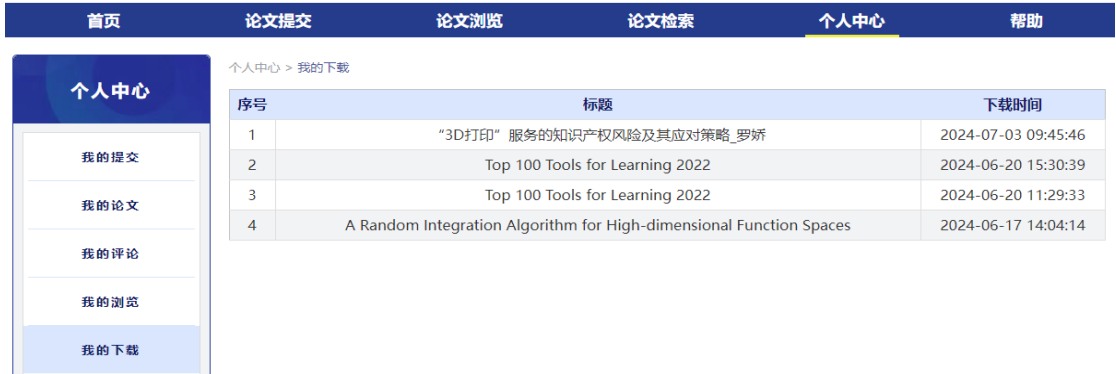 首页 论文提交 论文浏览 论文检索 个人中心 帮助
个人中心
我的提交
我的论文
我的评论
我的浏览
我的下载
个人中心 > 我的下载
序号 标题 下载时间
1 “3D打印”服务的知识产权风险及其应对策略_罗娇 2024-07-03 09:45:46
2 Top 100 Tools for Learning 2022 2024-06-20 15:30:39
3 Top 100 Tools for Learning 2022 2024-06-20 11:29:33
4 A Random Integration Algorithm for High-dimensional Function Spaces 2024-06-17 14:04:14